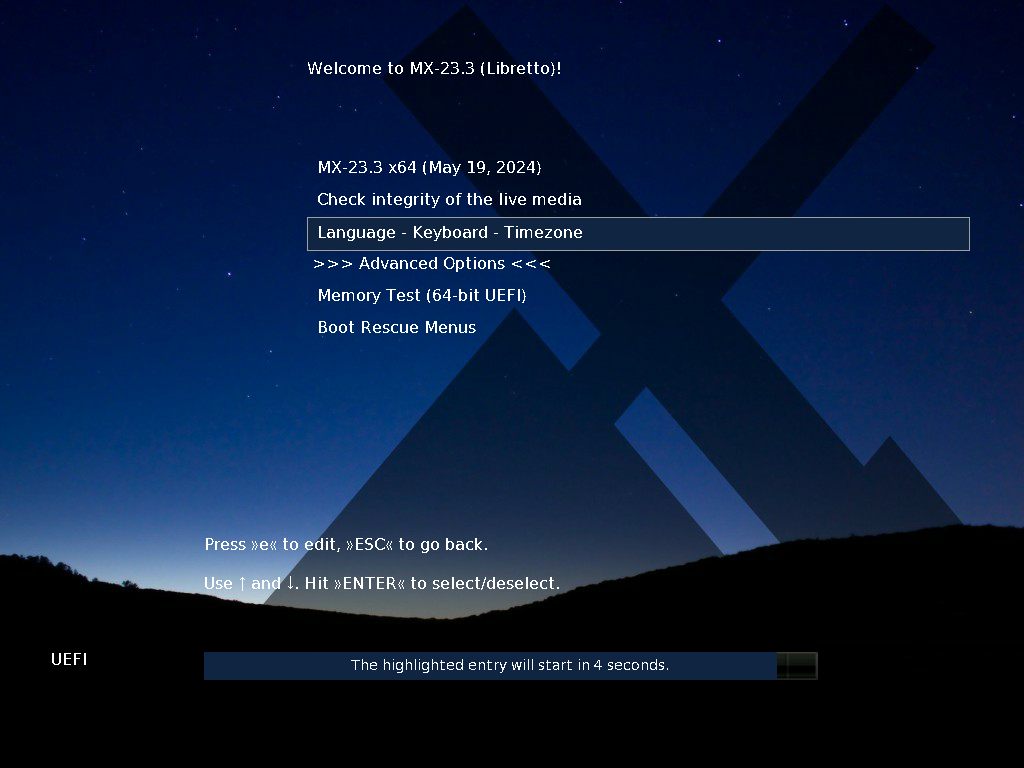 Welcome to MX-23.3 (Libretto)!
MX-23.3 x64 (May 19, 2024)
Check integrity of the live media
Language - Keyboard - Timezone
>>> Advanced Options <<<
Memory Test (64-bit UEFI)
Boot Rescue Menus
Press »e« to edit, »ESC« to go back.
Use ↑ and ↓. Hit »ENTER« to select/deselect.
UEFI
The highlighted entry will start in 4 seconds.